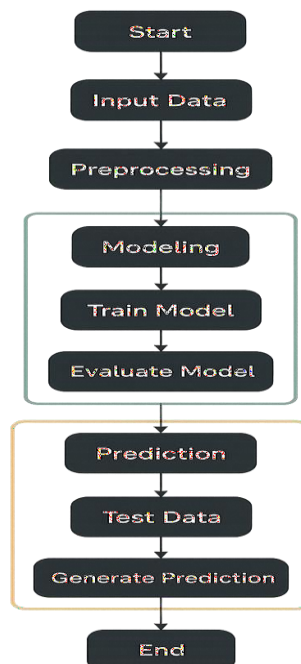 Start
Input Data
Preprocessing
Modeling
Train Model
Evaluate Model
Prediction
Test Data
Generate Prediction
End